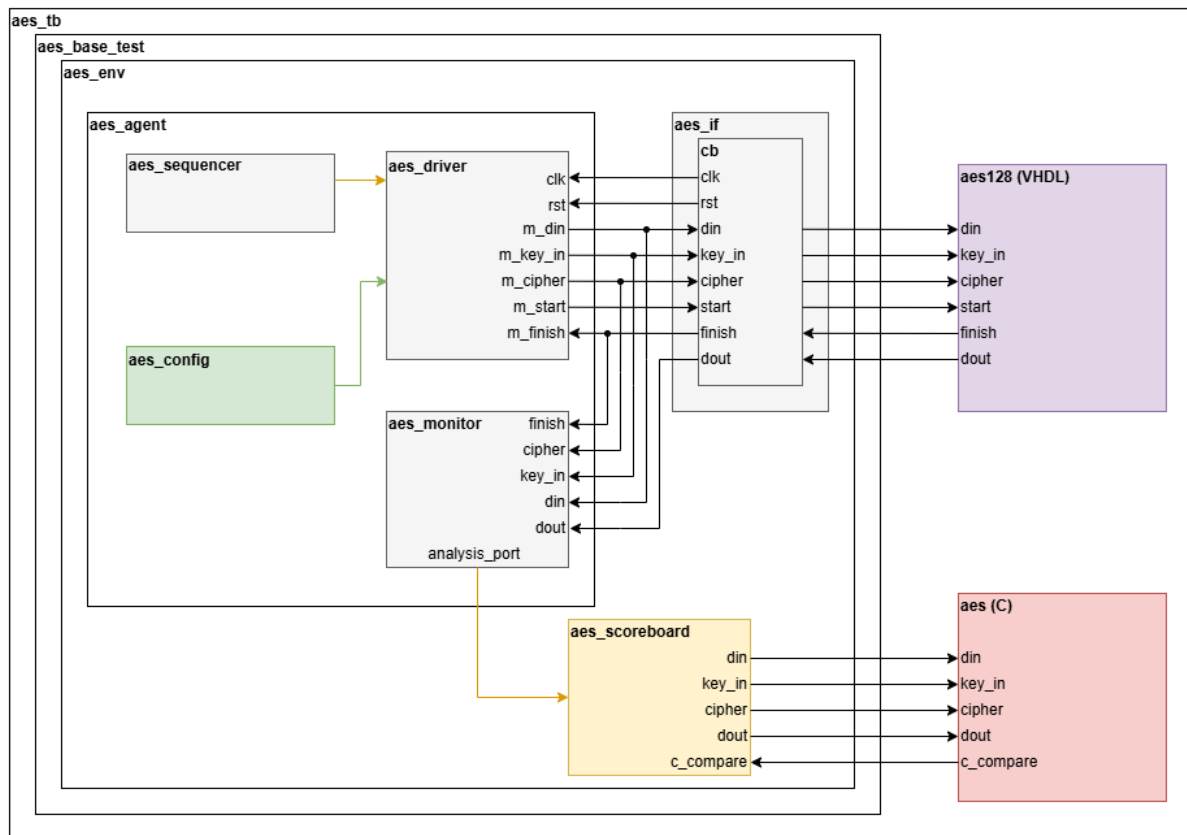 aes_tb
aes_base_test
aes_env
aes_agent
aes_sequencer
aes_config
aes_driver
clk
rst
m_din
m_key_in
m_cipher
m_start
m_finish
aes_monitor
finish
cipher
key_in
din
dout
analysis_port
aes_if
cb
clk
rst
din
key_in
cipher
start
finish
dout
aes128 (VHDL)
din
key_in
cipher
start
finish
dout
aes_scoreboard
din
key_in
cipher
dout
c_compare
aes (C)
din
key_in
cipher
dout
c_compare